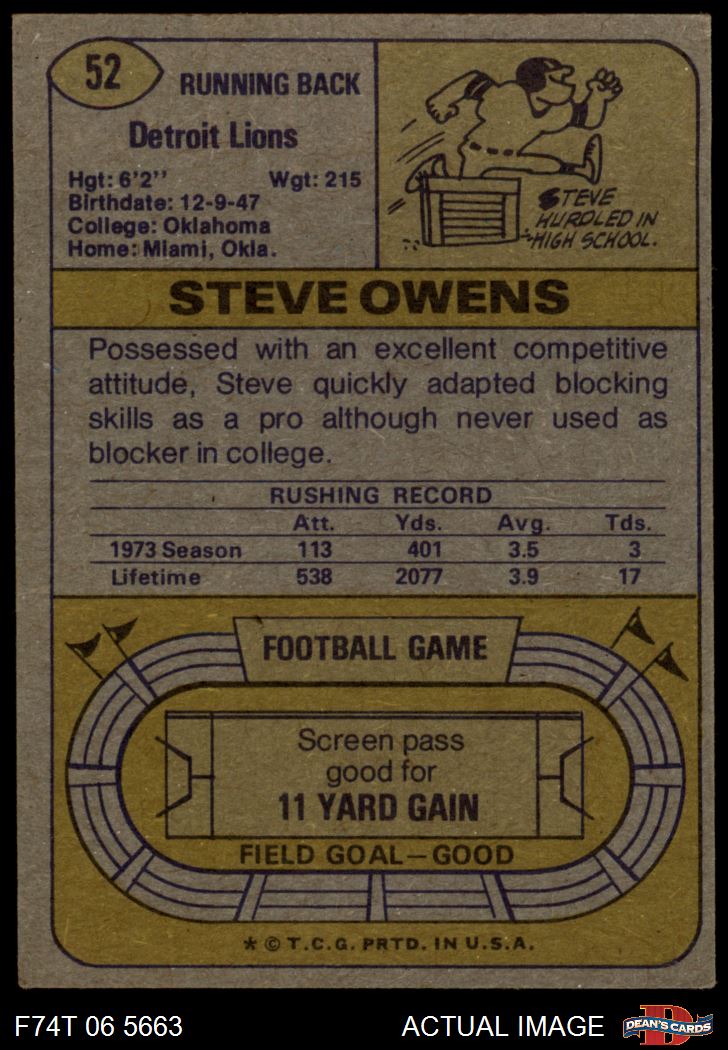 52
RUNNING BACK
Detroit Lions
Hgt: 6'2'' Wgt: 215
Birthdate: 12-9-47
College: Oklahoma
Home: Miami, Okla.
STEVE
HURDLED IN
HIGH SCHOOL.
STEVE OWENS
Possessed with an excellent competitive
attitude, Steve quickly adapted blocking
skills as a pro although never used as
blocker in college.
RUSHING RECORD
Att. Yds. Avg. Tds.
1973 Season 113 401 3.5 3
Lifetime 538 2077 3.9 17
FOOTBALL GAME
Screen pass
good for
11 YARD GAIN
FIELD GOAL—GOOD
* © T.C.G. PRTD. IN U.S.A.
F74T 06 5663 ACTUAL IMAGE
D
DEAN'S CARDS